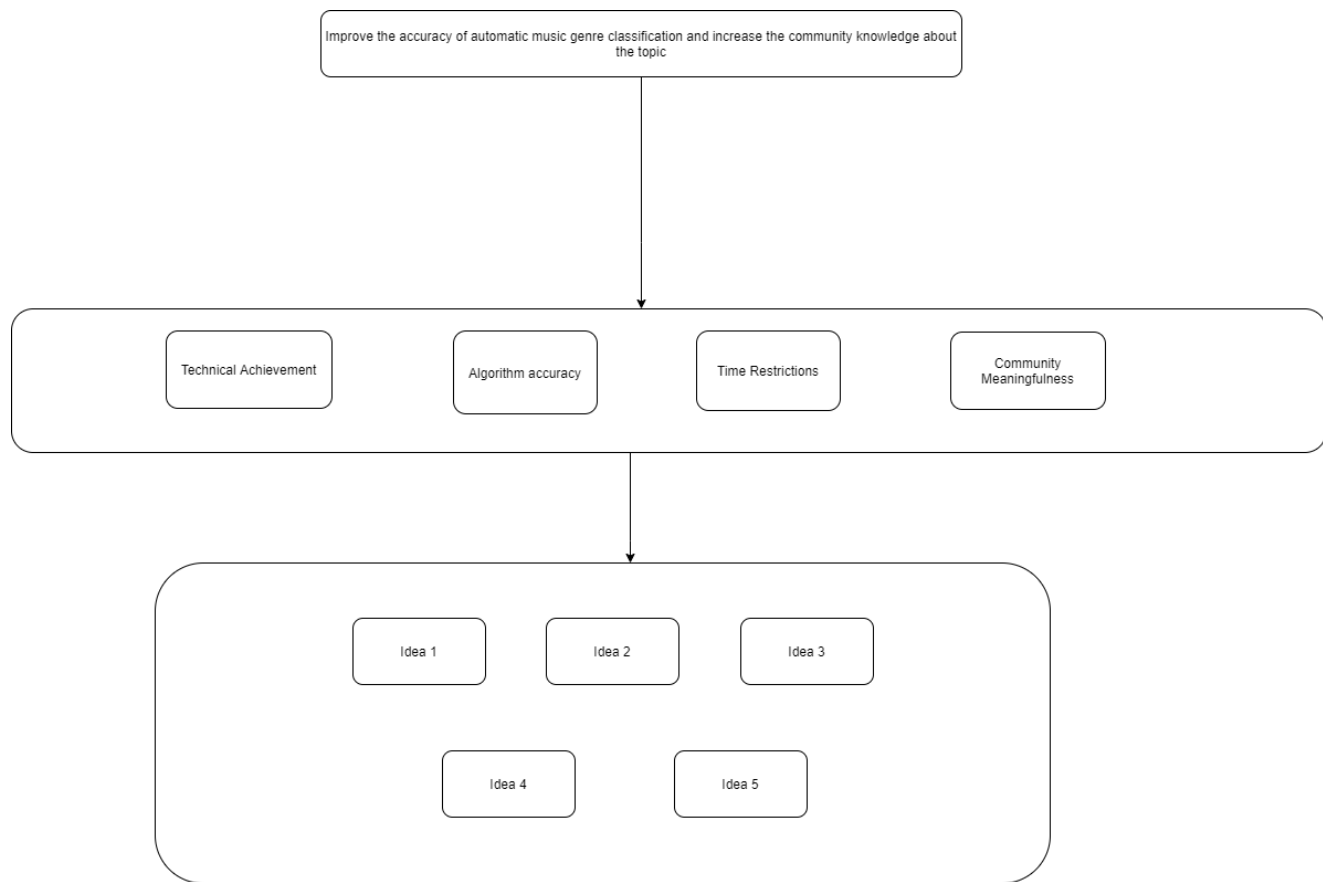 Improve the accuracy of automatic music genre classification and increase the community knowledge about
the topic
Technical Achievement
Algorithm accuracy
Time Restrictions
Community
Meaningfulness
Idea 1
Idea 2
Idea 3
Idea 4
Idea 5